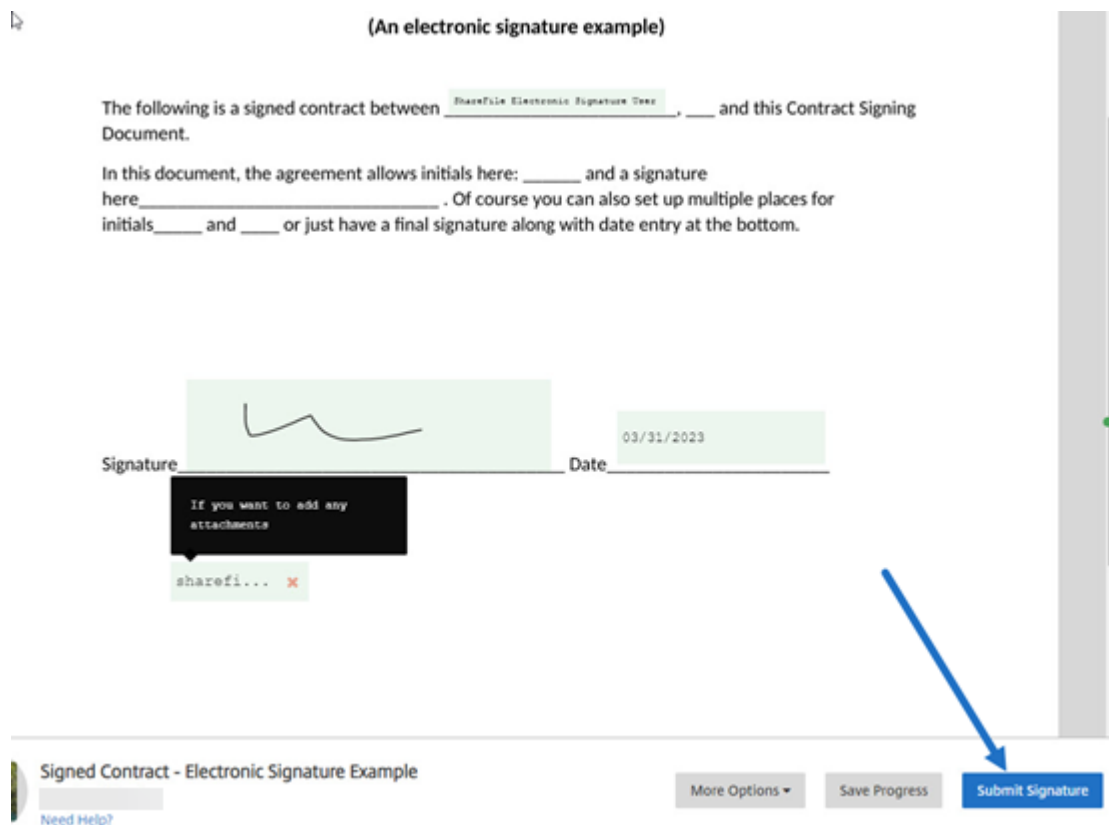 (An electronic signature example)
The following is a signed contract between ShareFile Electronic Signature User, ___ and this Contract Signing
Document.
In this document, the agreement allows initials here: ______ and a signature
here_______________________________ . Of course you can also set up multiple places for
initials_____ and ____ or just have a final signature along with date entry at the bottom.
03/31/2023
Signature________________________________________ Date_______________________
If you want to add any
attachments
sharefi... ×
Signed Contract - Electronic Signature Example
More Options Save Progress Submit Signature
Need Help?